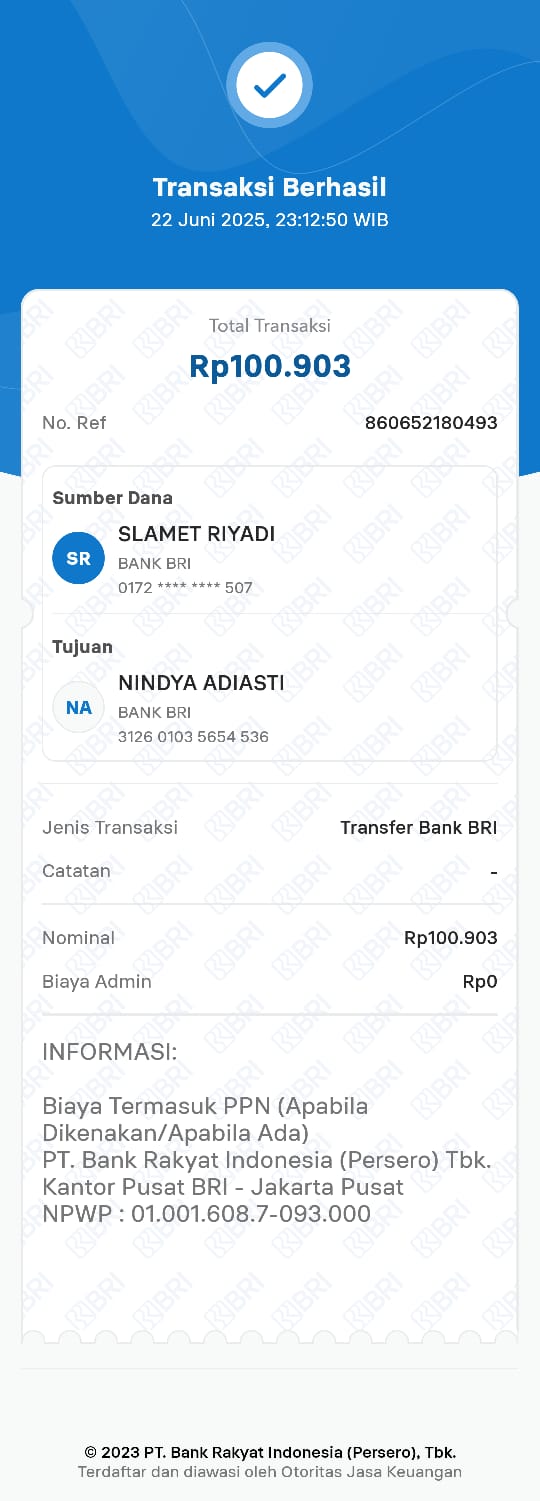 Transaksi Berhasil
22 Juni 2025, 23:12:50 WIB
Total Transaksi
Rp100.903
No. Ref 860652180493
Sumber Dana
SR
SLAMET RIYADI
BANK BRI
0172 **** **** 507
Tujuan
NA
NINDYA ADIASTI
BANK BRI
3126 0103 5654 536
Jenis Transaksi Transfer Bank BRI
Catatan -
Nominal Rp100.903
Biaya Admin Rp0
INFORMASI:
Biaya Termasuk PPN (Apabila
Dikenakan/Apabila Ada)
PT. Bank Rakyat Indonesia (Persero) Tbk.
Kantor Pusat BRI - Jakarta Pusat
NPWP : 01.001.608.7-093.000
© 2023 PT. Bank Rakyat Indonesia (Persero), Tbk.
Terdaftar dan diawasi oleh Otoritas Jasa Keuangan